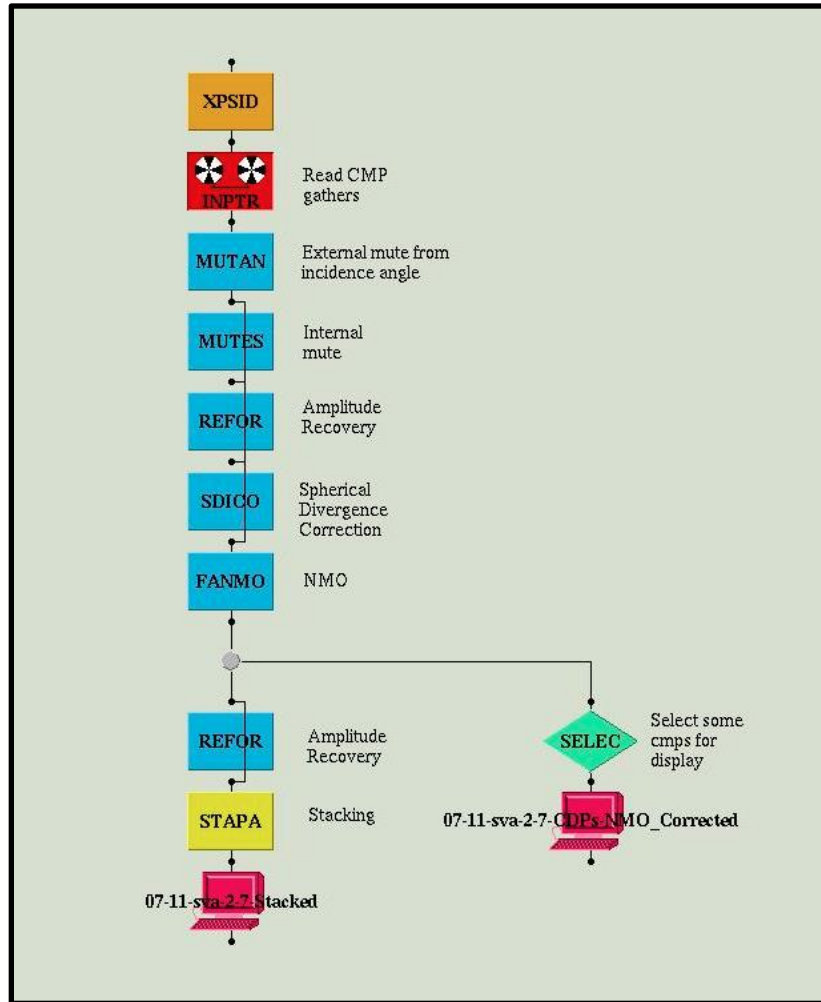 XPSID
INPTR
Read CMP
gathers
MUTAN
External mute from
incidence angle
MUTES
Internal
mute
REFOR
Amplitude
Recovery
SDICO
Spherical
Divergence
Correction
FANMO
NMO
REFOR
Amplitude
Recovery
SELEC
Select some
cmps for
display
STAPA
Stacking
07-11-sva-2-7-CDPs-NMO_Corrected
07-11-sva-2-7-Stacked